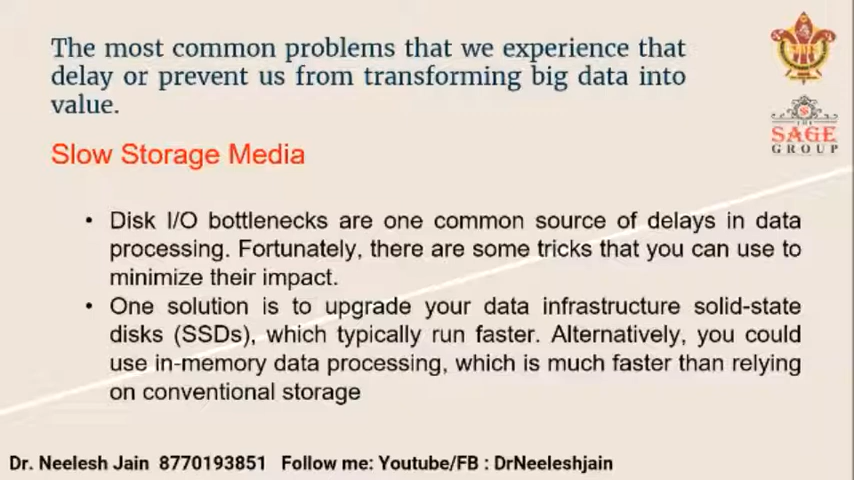 The most common problems that we experience that
delay or prevent us from transforming big data into
value.
THE
SAGE
GROUP
Slow Storage Media
• Disk I/O bottlenecks are one common source of delays in data
processing. Fortunately, there are some tricks that you can use to
minimize their impact.
• One solution is to upgrade your data infrastructure solid-state
disks (SSDs), which typically run faster. Alternatively, you could
use in-memory data processing, which is much faster than relying
on conventional storage
Dr. Neelesh Jain 8770193851 Follow me: Youtube/FB : DrNeeleshjain